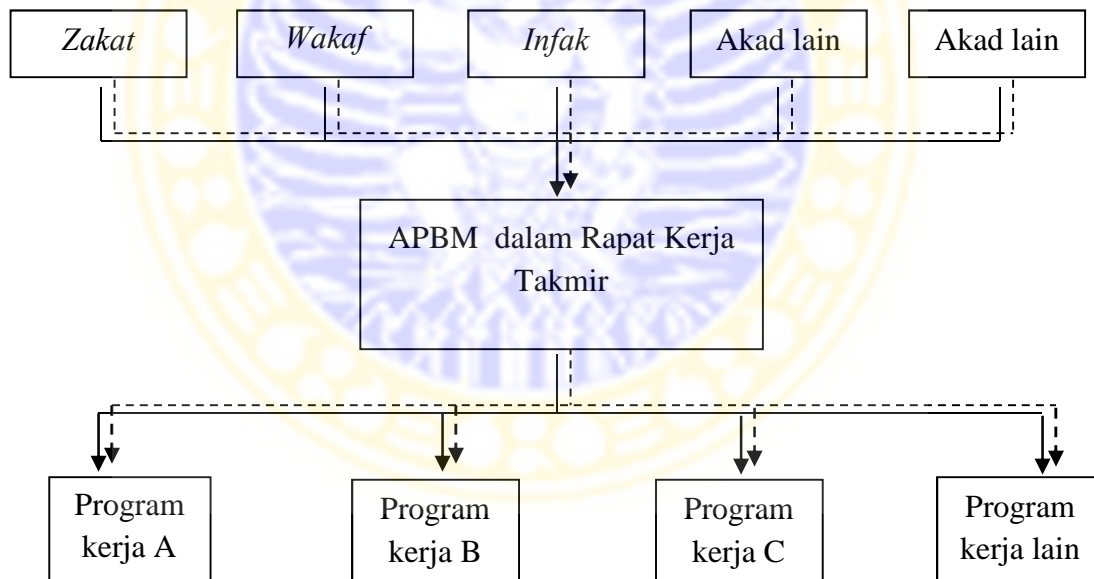 Zakat
Wakaf
Infak
Akad lain
Akad lain
APBM dalam Rapat Kerja
Takmir
Program
kerja A
Program
kerja B
Program
kerja C
Program
kerja lain